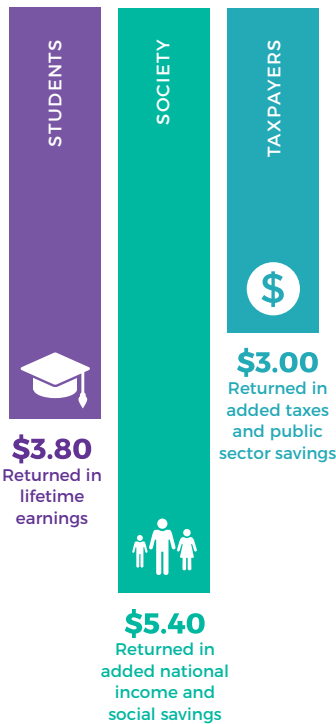 STUDENTS
$3.80
Returned in
lifetime
earnings
SOCIETY
$5.40
Returned in
added national
income and
social savings
TAXPAYERS
$
$3.00
Returned in
added taxes
and public
sector savings